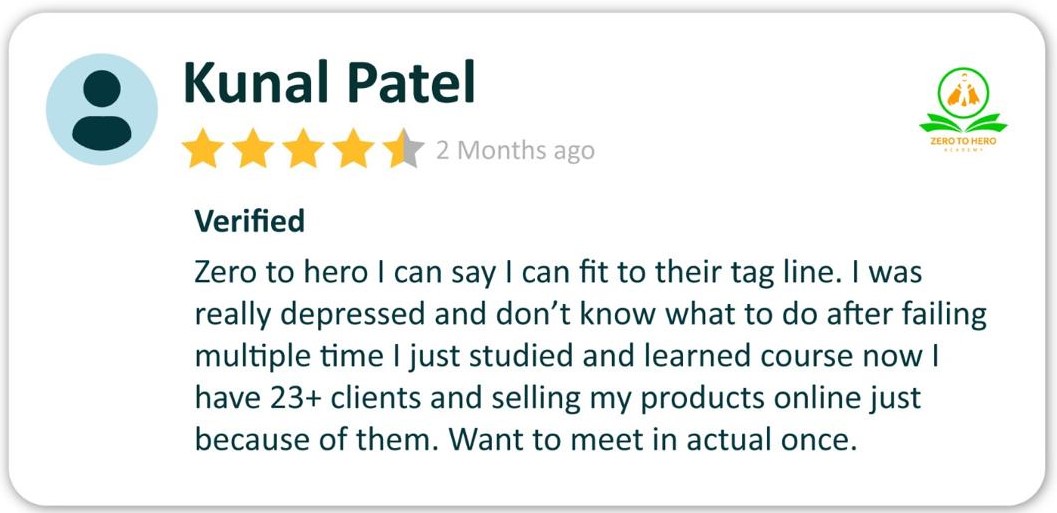 Kunal Patel
2 Months ago
ZERO TO HERO
ACADEMY
Verified
Zero to hero I can say I can fit to their tag line. I was
really depressed and don’t know what to do after failing
multiple time I just studied and learned course now I
have 23+ clients and selling my products online just
because of them. Want to meet in actual once.